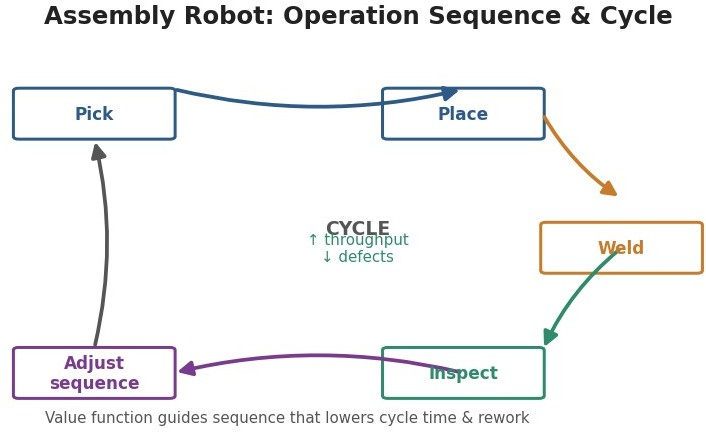 Assembly Robot: Operation Sequence & Cycle
Pick
Place
CYCLE
↑ throughput
↓ defects
Weld
Adjust
sequence
Inspect
Value function guides sequence that lowers cycle time & rework